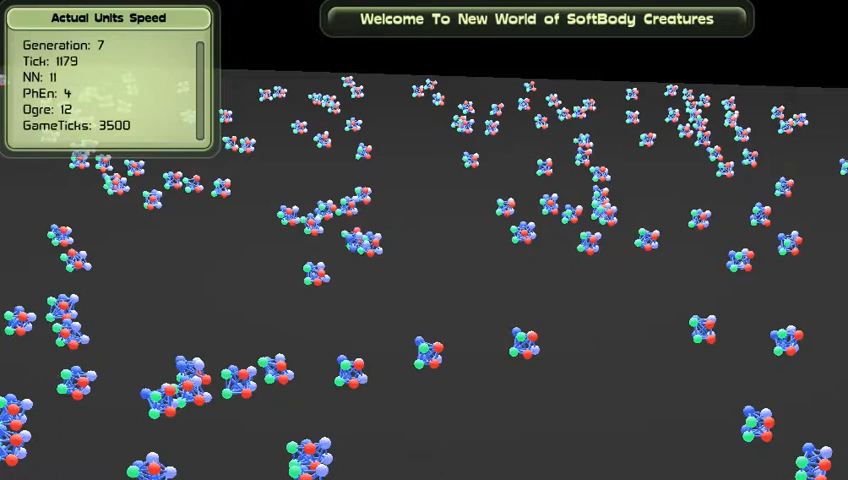 Actual Units Speed
Welcome To New World of SoftBody Creatures
Generation: 7
Tick: 1179
NN: 11
PhEn: 4
Ogre: 12
GameTicks: 3500